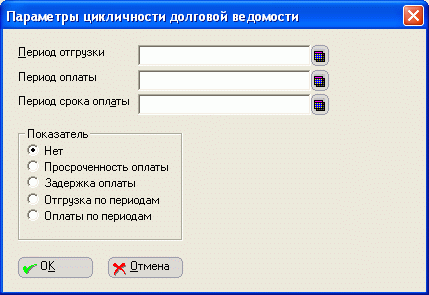 Параметры цикличности долговой ведомости
Период отгрузки
Период оплаты
Период срока оплаты
Показатель
Нет
Просроченность оплаты
Задержка оплаты
Отгрузка по периодам
Оплаты по периодам
OK
Отмена